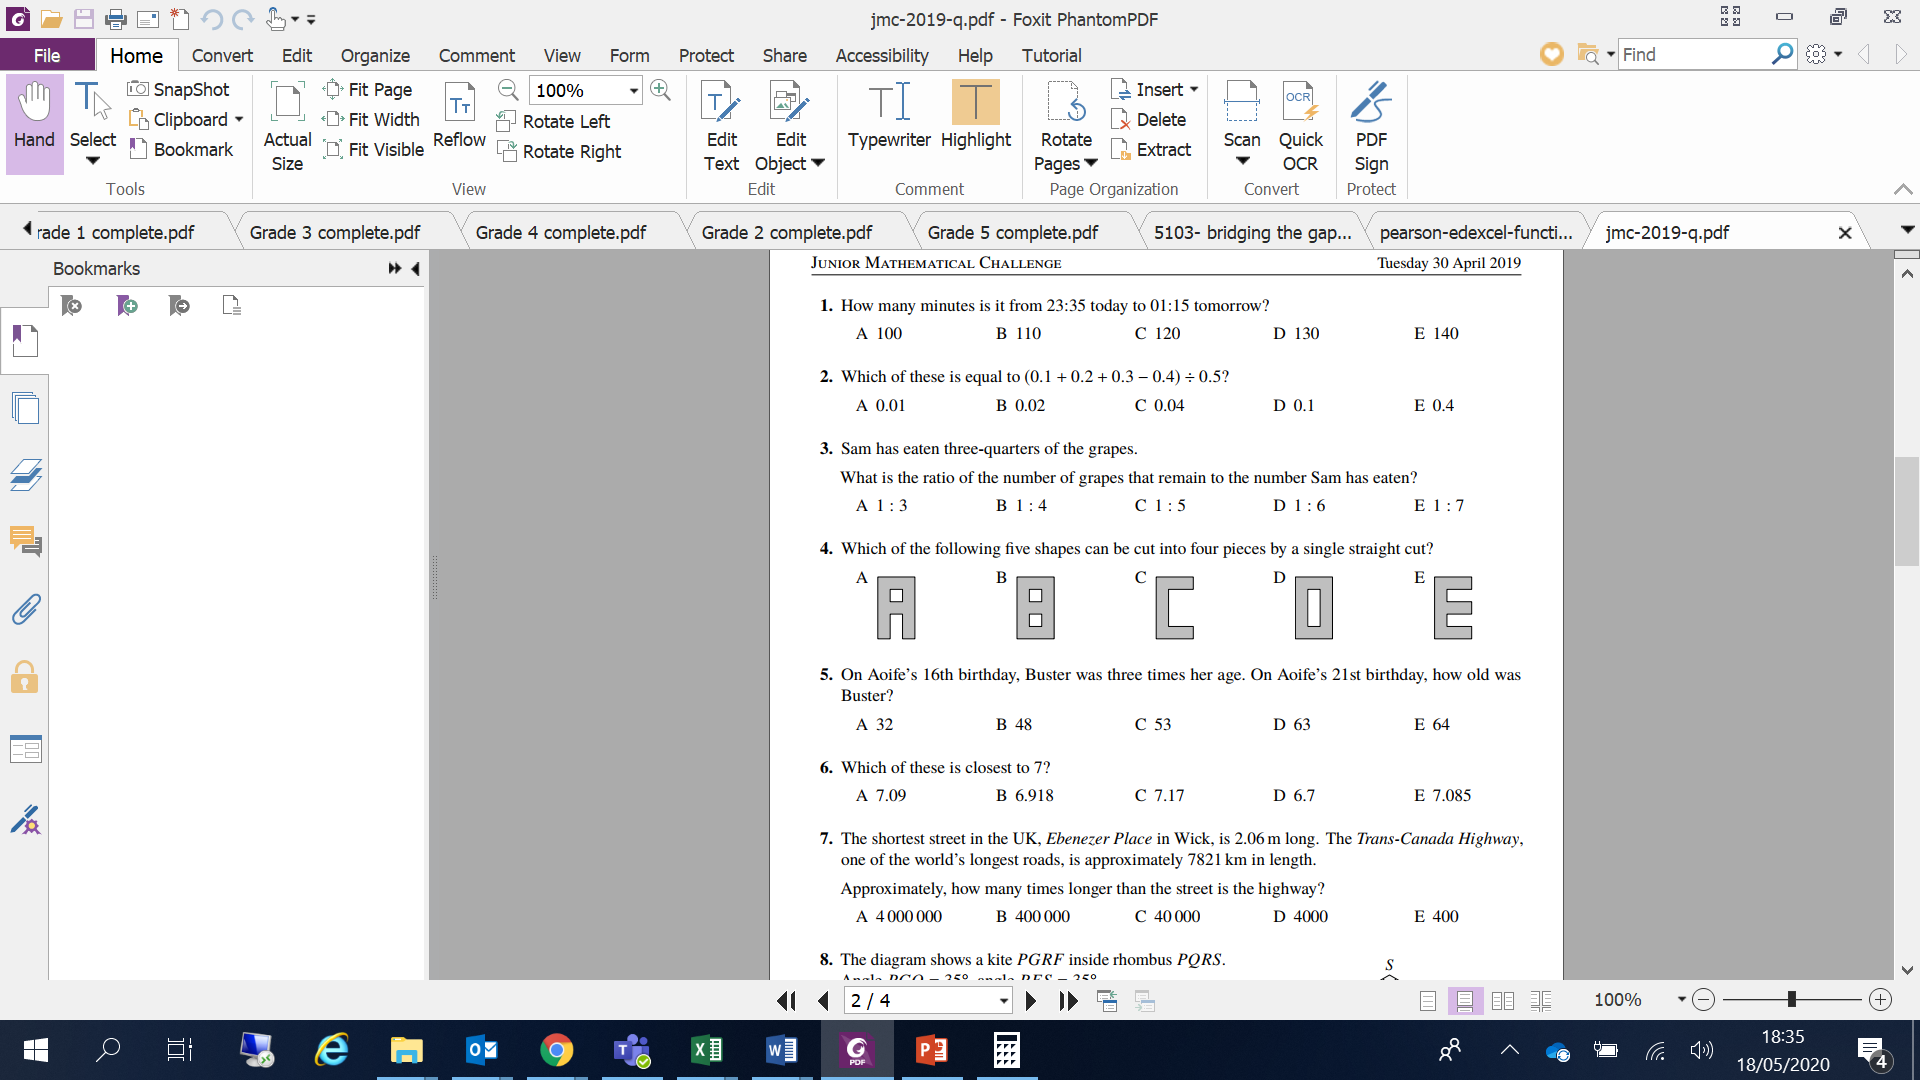 jmc-2019-q.pdf - Foxit PhantomPDF
File Home Convert Edit Organize Comment View Form Protect Share Accessibility Help Tutorial Find
Hand
Select
SnapShot
Clipboard
Bookmark
Tools
Actual Size
Fit Page
Fit Width
Fit Visible
Reflow
100%
Rotate Left
Rotate Right
View
Edit Text
Edit Object
Edit
Typewriter
Highlight
Comment
Rotate Pages
Insert
Delete
Extract
Page Organization
Scan
OCR
Quick OCR
Convert
PDF Sign
Protect
rade 1 complete.pdf Grade 3 complete.pdf Grade 4 complete.pdf Grade 2 complete.pdf Grade 5 complete.pdf 5103- bridging the gap... pearson-edexcel-functi... jmc-2019-q.pdf
Bookmarks
JUNIOR MATHEMATICAL CHALLENGE Tuesday 30 April 2019
1. How many minutes is it from 23:35 today to 01:15 tomorrow?
A 100 B 110 C 120 D 130 E 140
2. Which of these is equal to (0.1 + 0.2 + 0.3 − 0.4) ÷ 0.5?
A 0.01 B 0.02 C 0.04 D 0.1 E 0.4
3. Sam has eaten three-quarters of the grapes.
What is the ratio of the number of grapes that remain to the number Sam has eaten?
A 1 : 3 B 1 : 4 C 1 : 5 D 1 : 6 E 1 : 7
4. Which of the following five shapes can be cut into four pieces by a single straight cut?
A A B B C C D D E E
5. On Aoife's 16th birthday, Buster was three times her age. On Aoife's 21st birthday, how old was
Buster?
A 32 B 48 C 53 D 63 E 64
6. Which of these is closest to 7?
A 7.09 B 6.918 C 7.17 D 6.7 E 7.085
7. The shortest street in the UK, Ebenezer Place in Wick, is 2.06 m long. The Trans-Canada Highway,
one of the world's longest roads, is approximately 7821 km in length.
Approximately, how many times longer than the street is the highway?
A 4 000 000 B 400 000 C 40 000 D 4000 E 400
8. The diagram shows a kite PGRF inside rhombus PQRS.
S
2 / 4
100%
18:35
18/05/2020
4